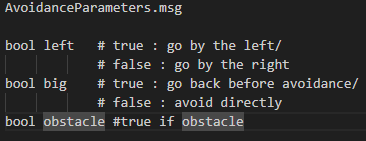 AvoidanceParameters.msg
bool left # true : go by the left/
# false : go by the right
bool big # true : go back before avoidance/
# false : avoid directly
bool obstacle #true if obstacle